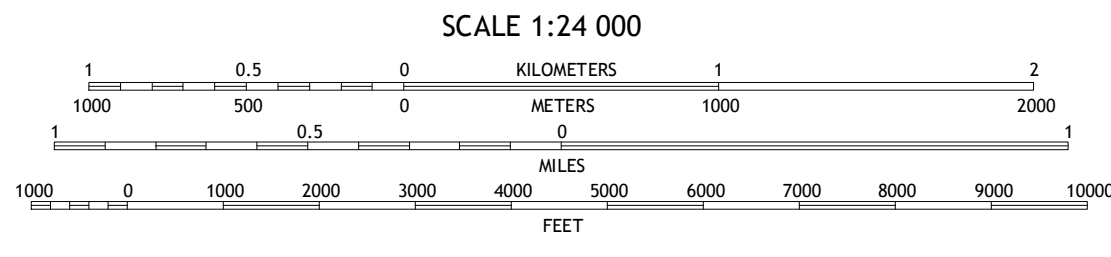 SCALE 1:24 000
1 0.5 0 KILOMETERS 1 2
1000 500 0 METERS 1000 2000
1 0.5 0 1
MILES
1000 0 1000 2000 3000 4000 5000 6000 7000 8000 9000 10000
FEET